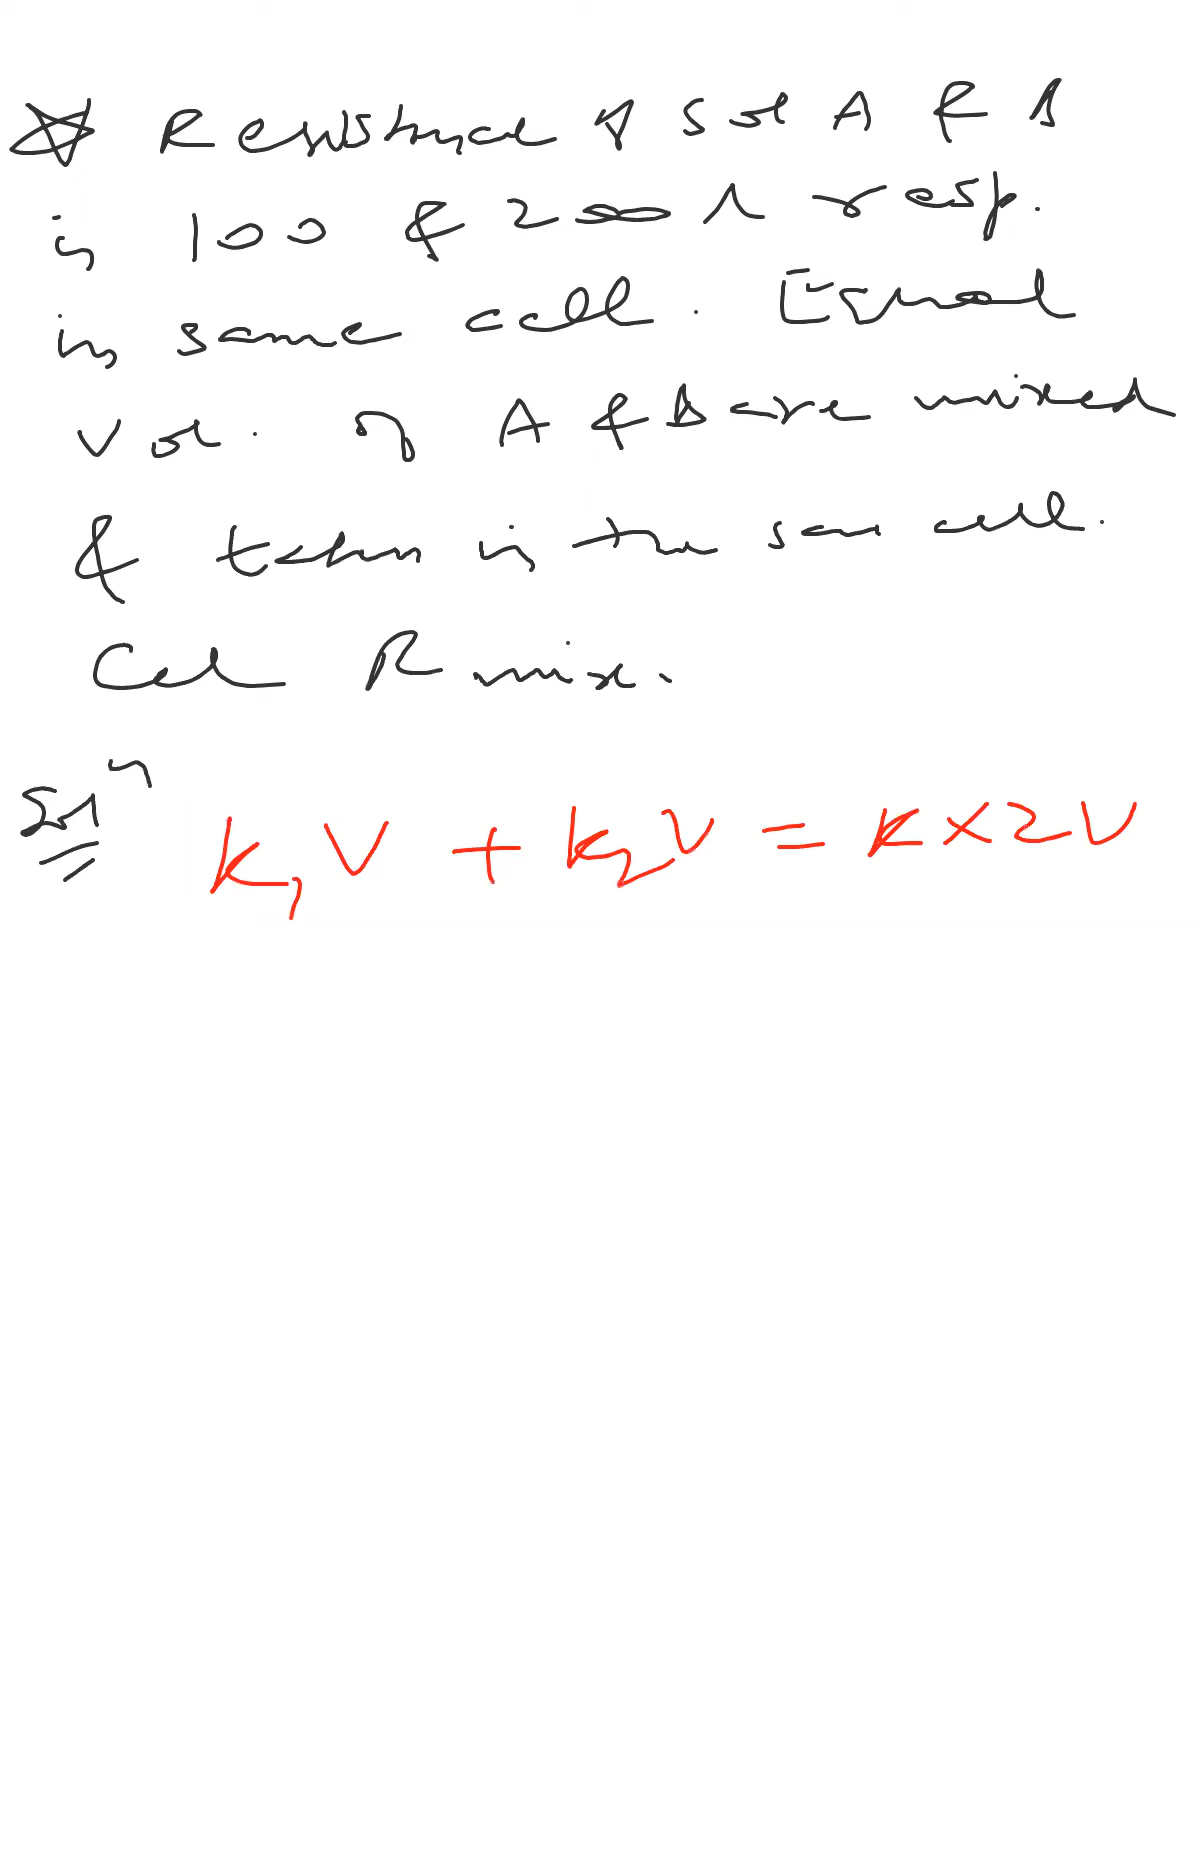 Resistance of sol A & B
is 100 & 200 Ω resp.
in same cell. Equal
vol. of A & B are mixed
& taken in the same cell.
Cal R mix.
Solⁿ K₁V + K₂V = K×2V